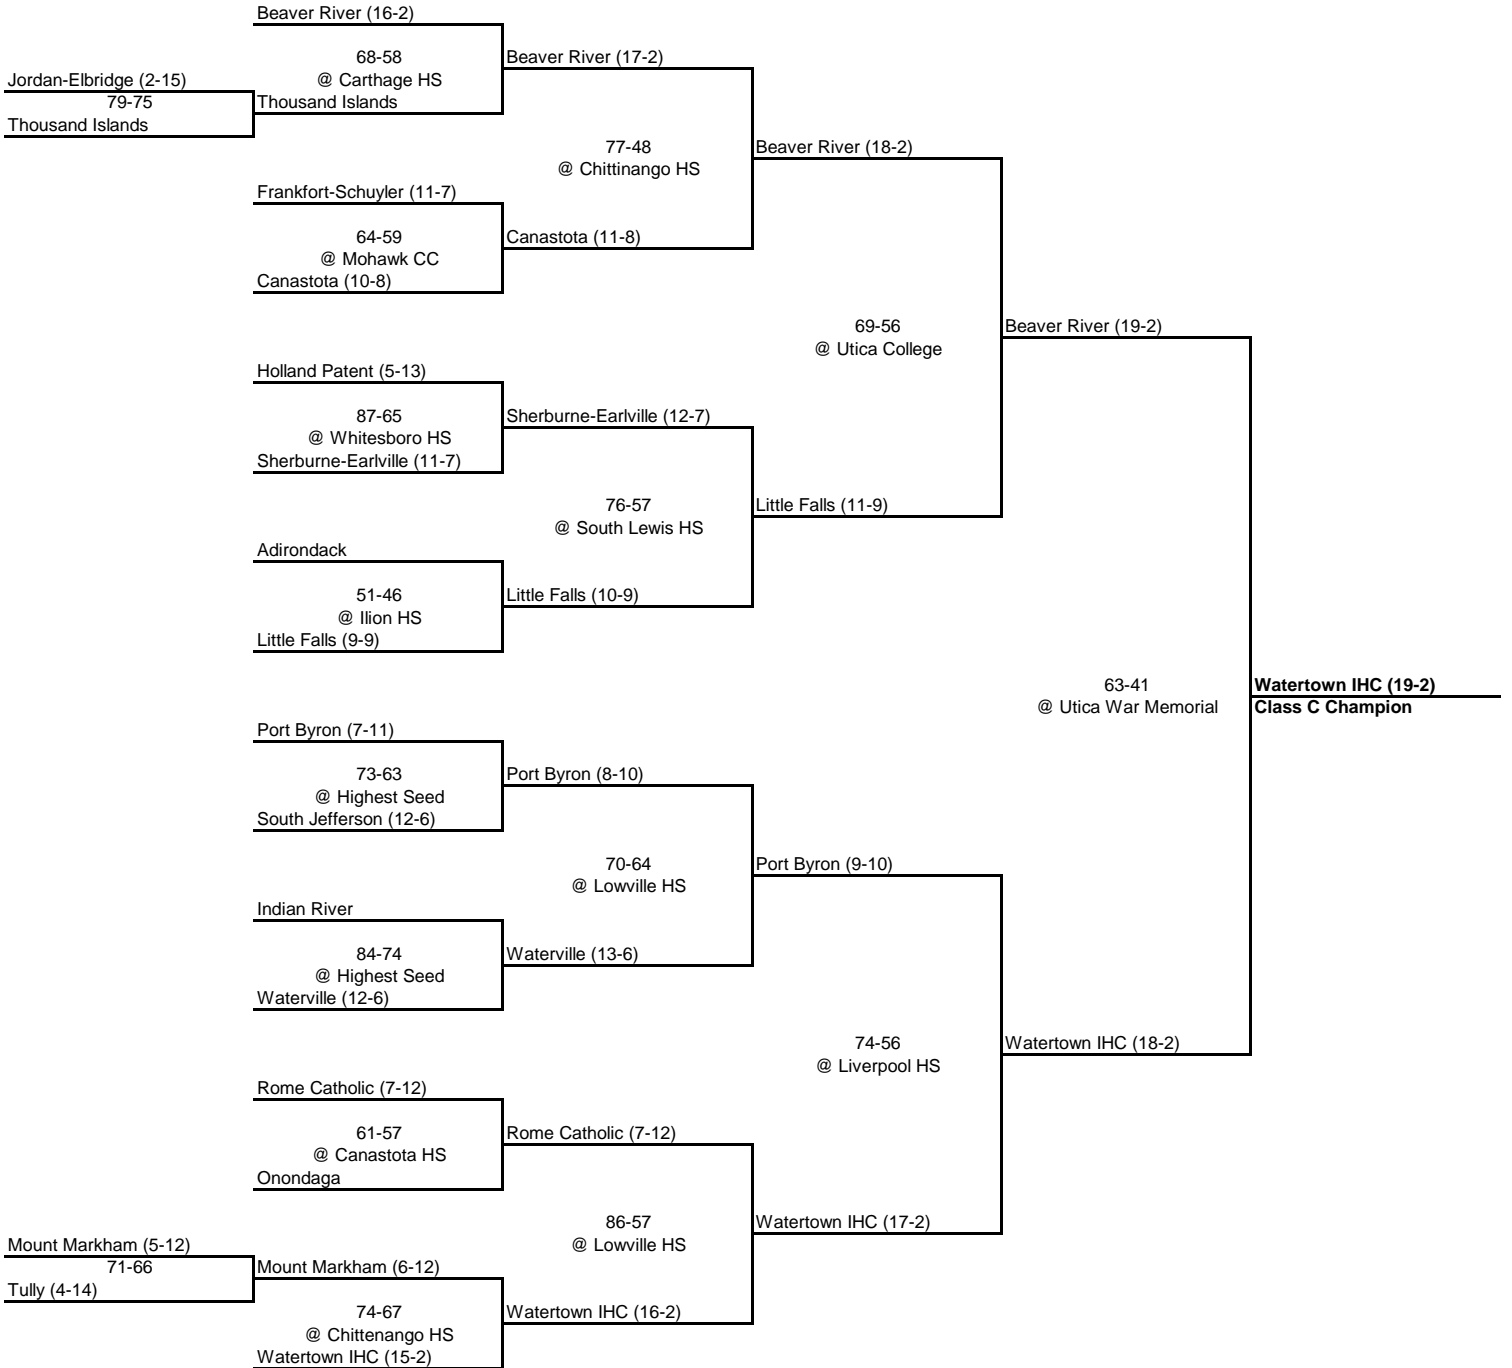 Beaver River (16-2)
68-58
@ Carthage HS
Beaver River (17-2)
Jordan-Elbridge (2-15)
79-75
Thousand Islands
Thousand Islands
77-48
@ Chittinango HS
Beaver River (18-2)
Frankfort-Schuyler (11-7)
64-59
@ Mohawk CC
Canastota (11-8)
Canastota (10-8)
69-56
@ Utica College
Beaver River (19-2)
Holland Patent (5-13)
87-65
@ Whitesboro HS
Sherburne-Earlville (12-7)
Sherburne-Earlville (11-7)
76-57
@ South Lewis HS
Little Falls (11-9)
Adirondack
51-46
@ Ilion HS
Little Falls (10-9)
Little Falls (9-9)
63-41
@ Utica War Memorial
Watertown IHC (19-2)
Class C Champion
Port Byron (7-11)
73-63
@ Highest Seed
Port Byron (8-10)
South Jefferson (12-6)
70-64
@ Lowville HS
Port Byron (9-10)
Indian River
84-74
@ Highest Seed
Waterville (13-6)
Waterville (12-6)
74-56
@ Liverpool HS
Watertown IHC (18-2)
Rome Catholic (7-12)
61-57
@ Canastota HS
Rome Catholic (7-12)
Onondaga
86-57
@ Lowville HS
Watertown IHC (17-2)
Mount Markham (5-12)
71-66
Tully (4-14)
Mount Markham (6-12)
74-67
@ Chittenango HS
Watertown IHC (16-2)
Watertown IHC (15-2)